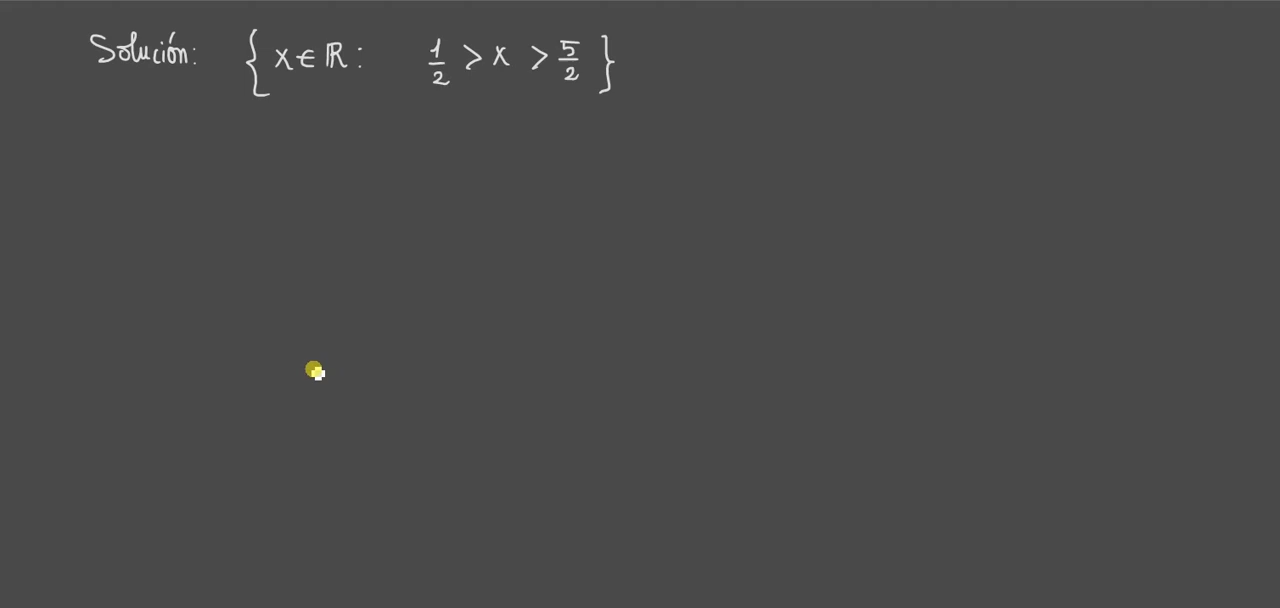 Solución: { x ∈ ℝ : 1/2 > x > 5/2 }